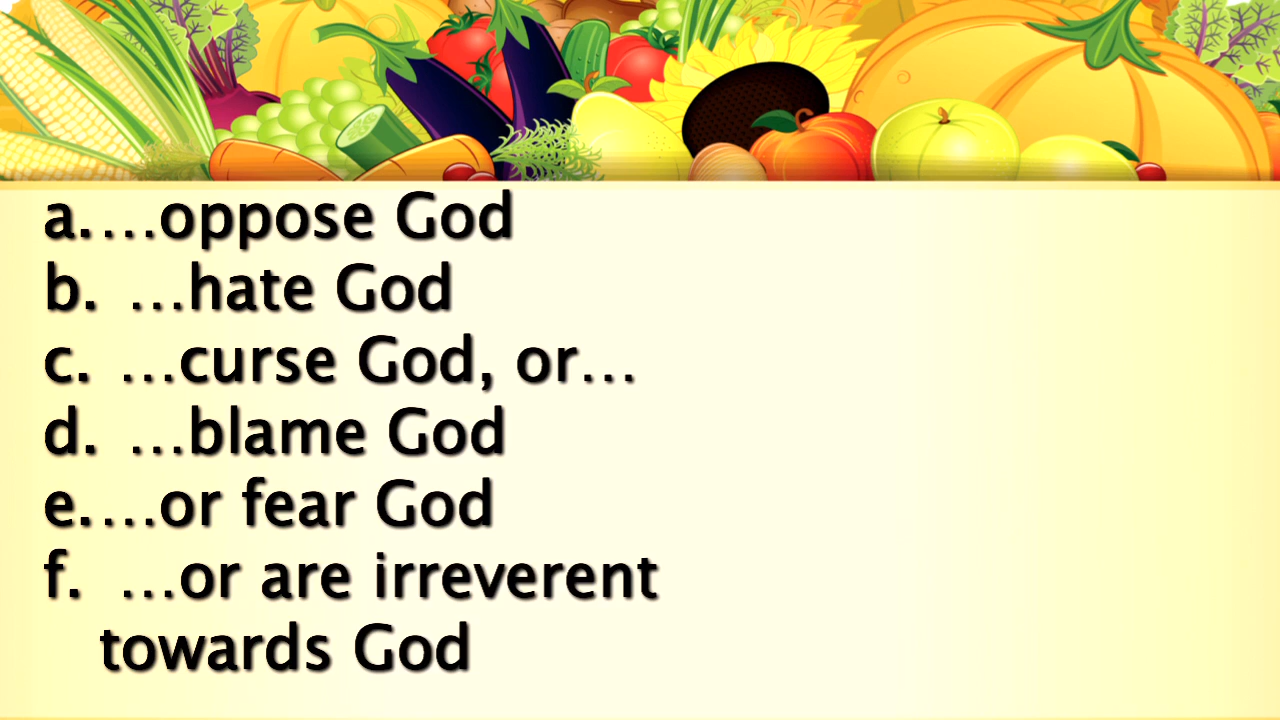 a.…oppose God
b. …hate God
c. …curse God, or…
d. …blame God
e.…or fear God
f. …or are irreverent
towards God